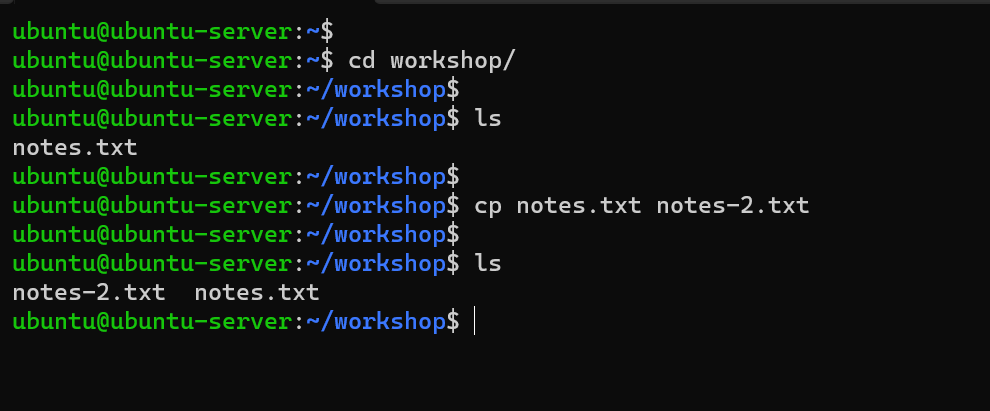 ubuntu@ubuntu-server:~$
ubuntu@ubuntu-server:~$ cd workshop/
ubuntu@ubuntu-server:~/workshop$
ubuntu@ubuntu-server:~/workshop$ ls
notes.txt
ubuntu@ubuntu-server:~/workshop$
ubuntu@ubuntu-server:~/workshop$ cp notes.txt notes-2.txt
ubuntu@ubuntu-server:~/workshop$
ubuntu@ubuntu-server:~/workshop$ ls
notes-2.txt  notes.txt
ubuntu@ubuntu-server:~/workshop$